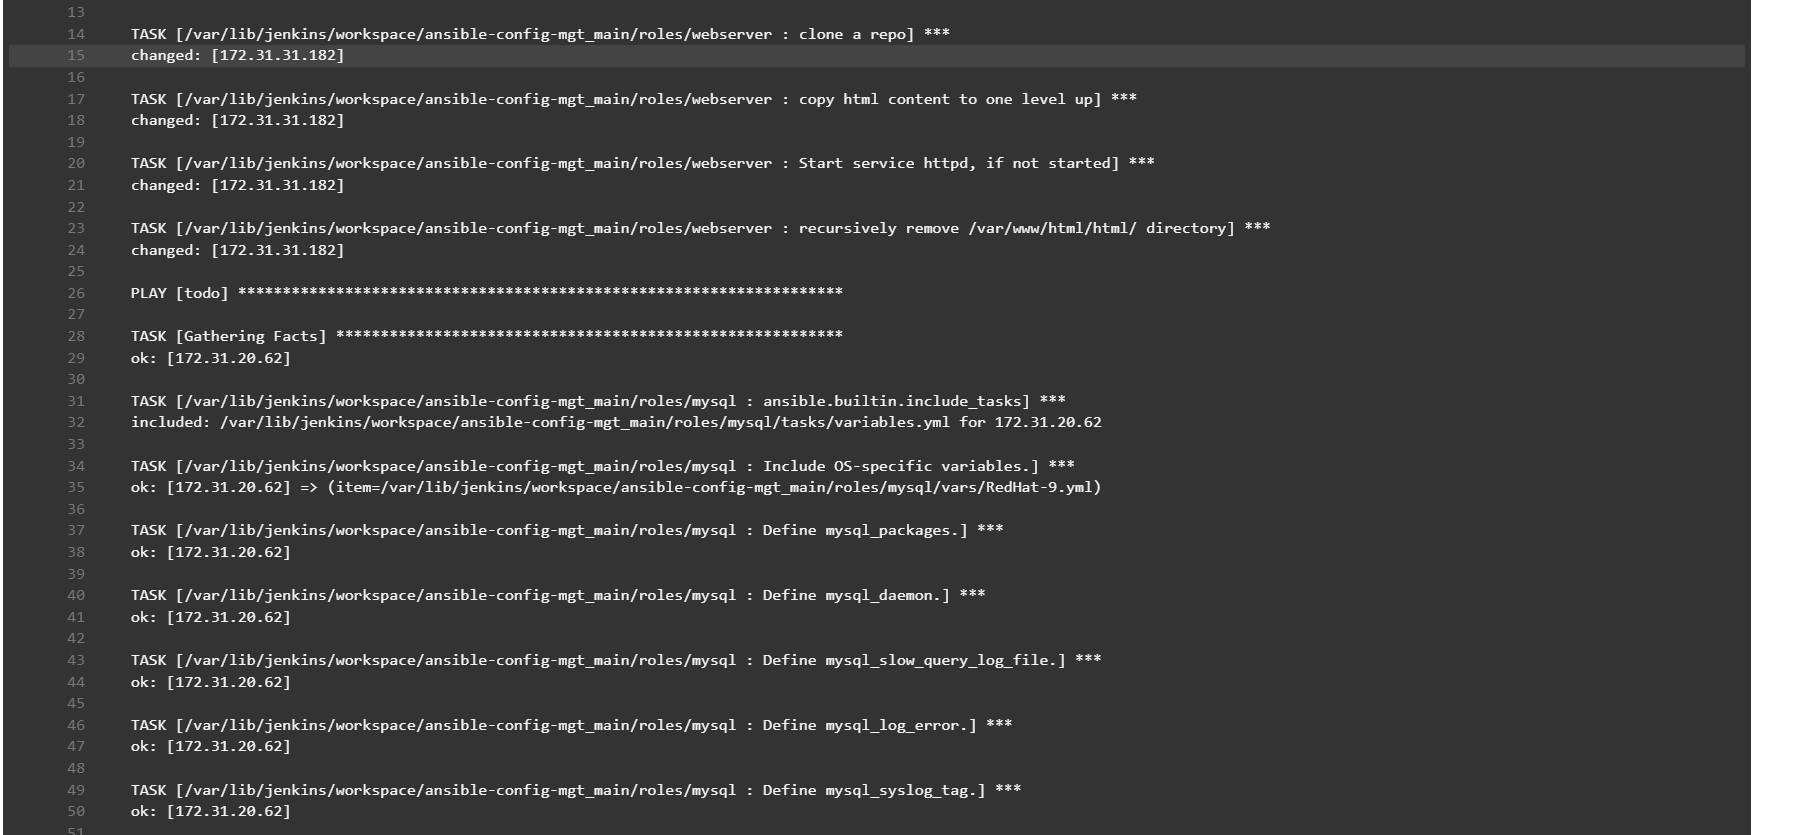 13
14 TASK [/var/lib/jenkins/workspace/ansible-config-mgt_main/roles/webserver : clone a repo] ***
15 changed: [172.31.31.182]
16
17 TASK [/var/lib/jenkins/workspace/ansible-config-mgt_main/roles/webserver : copy html content to one level up] ***
18 changed: [172.31.31.182]
19
20 TASK [/var/lib/jenkins/workspace/ansible-config-mgt_main/roles/webserver : Start service httpd, if not started] ***
21 changed: [172.31.31.182]
22
23 TASK [/var/lib/jenkins/workspace/ansible-config-mgt_main/roles/webserver : recursively remove /var/www/html/html/ directory] ***
24 changed: [172.31.31.182]
25
26 PLAY [todo] ********************************************************************
27
28 TASK [Gathering Facts] *********************************************************
29 ok: [172.31.20.62]
30
31 TASK [/var/lib/jenkins/workspace/ansible-config-mgt_main/roles/mysql : ansible.builtin.include_tasks] ***
32 included: /var/lib/jenkins/workspace/ansible-config-mgt_main/roles/mysql/tasks/variables.yml for 172.31.20.62
33
34 TASK [/var/lib/jenkins/workspace/ansible-config-mgt_main/roles/mysql : Include OS-specific variables.] ***
35 ok: [172.31.20.62] => (item=/var/lib/jenkins/workspace/ansible-config-mgt_main/roles/mysql/vars/RedHat-9.yml)
36
37 TASK [/var/lib/jenkins/workspace/ansible-config-mgt_main/roles/mysql : Define mysql_packages.] ***
38 ok: [172.31.20.62]
39
40 TASK [/var/lib/jenkins/workspace/ansible-config-mgt_main/roles/mysql : Define mysql_daemon.] ***
41 ok: [172.31.20.62]
42
43 TASK [/var/lib/jenkins/workspace/ansible-config-mgt_main/roles/mysql : Define mysql_slow_query_log_file.] ***
44 ok: [172.31.20.62]
45
46 TASK [/var/lib/jenkins/workspace/ansible-config-mgt_main/roles/mysql : Define mysql_log_error.] ***
47 ok: [172.31.20.62]
48
49 TASK [/var/lib/jenkins/workspace/ansible-config-mgt_main/roles/mysql : Define mysql_syslog_tag.] ***
50 ok: [172.31.20.62]
51